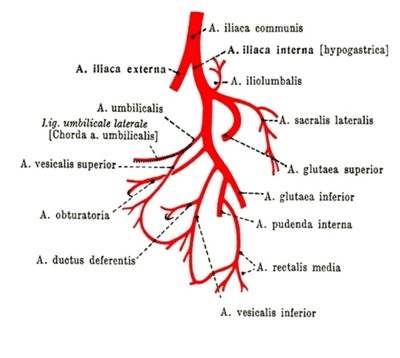 A. iliaca communis
A. iliaca interna [hypogastrica]
A. iliaca externa
A. iliolumbalis
A. umbilicalis
Lig. umbilicale laterale
[Chorda a. umbilicalis]
A. sacralis lateralis
A. vesicalis superior
A. glutaea superior
A. glutaea inferior
A. obturatoria
A. pudenda interna
A. ductus deferentis
A. rectalis media
A. vesicalis inferior